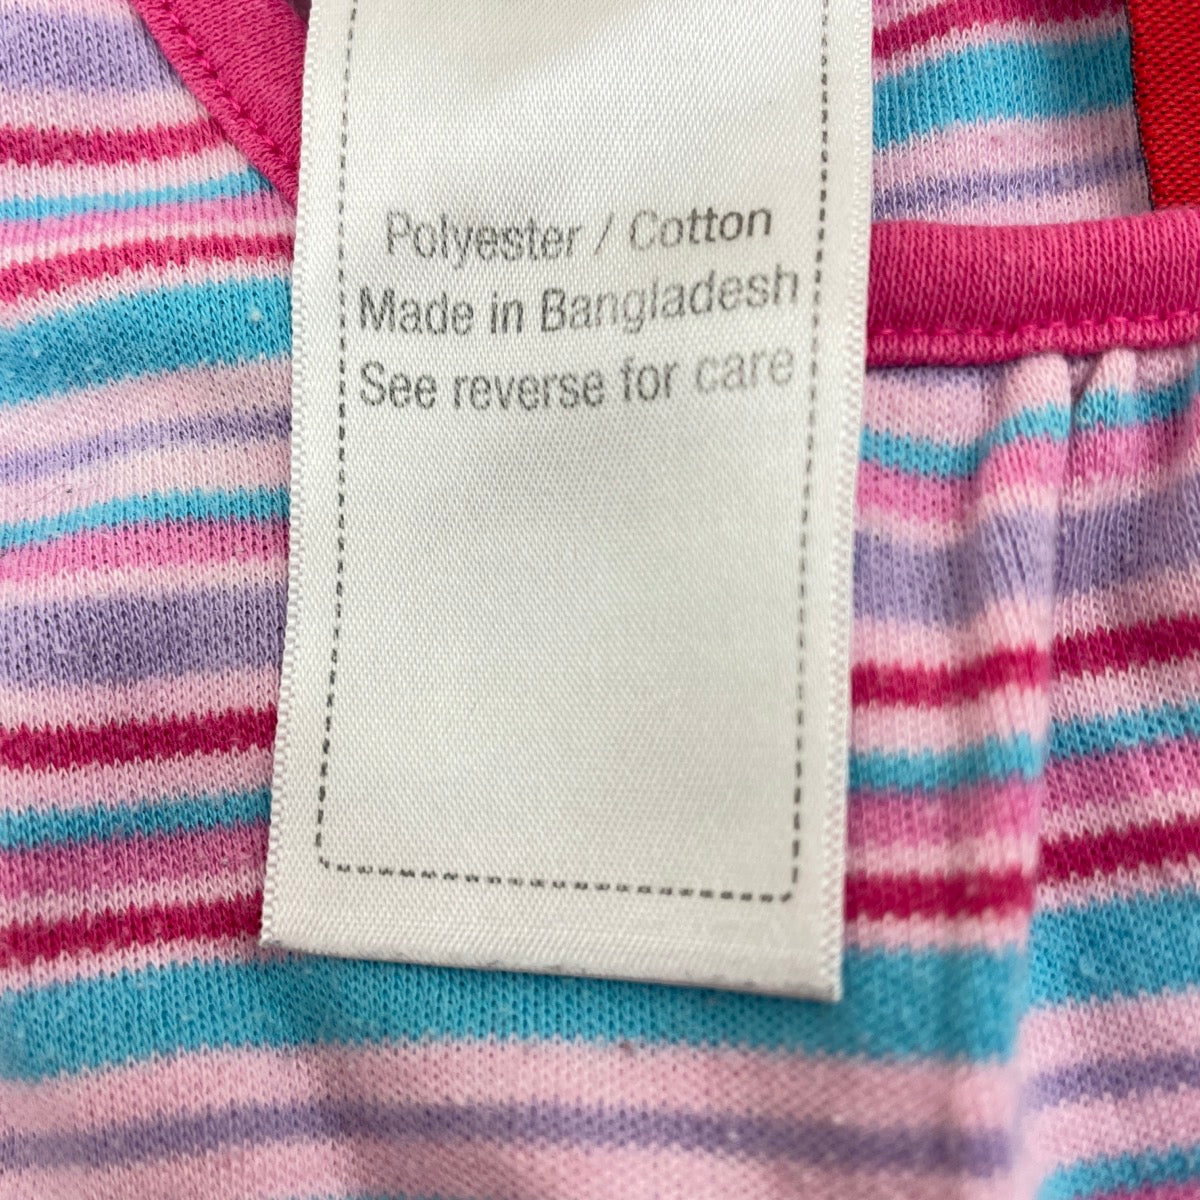 Polyester / Cotton
Made in Bangladesh
See reverse for care